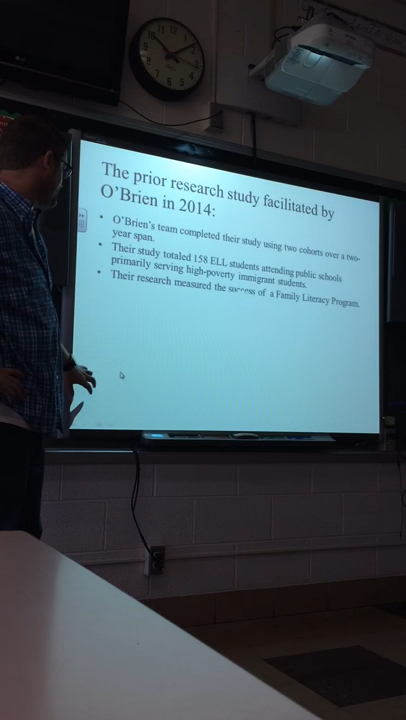 The prior research study facilitated by
O'Brien in 2014:
• O'Brien's team completed their study using two cohorts over a two-
year span.
• Their study totaled 158 ELL students attending public schools
primarily serving high-poverty immigrant students.
• Their research measured the success of a Family Literacy Program.